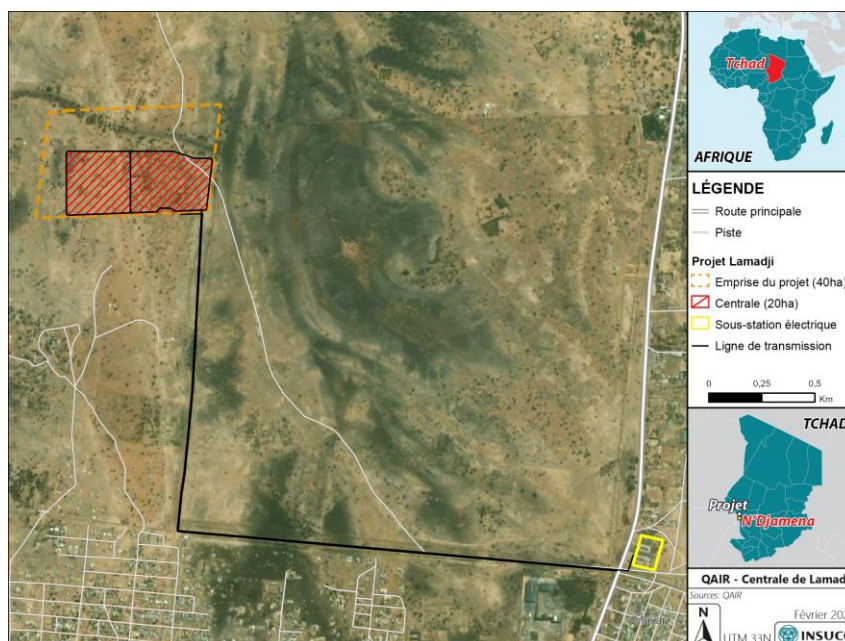 Tchad
AFRIQUE
LÉGENDE
Route principale
Piste
Projet Lamadji
Emprise du projet (40ha)
Centrale (20ha)
Sous-station électrique
Ligne de transmission
0 0,25 0,5
Km
TCHAD
Projet
N'Djamena
QAIR - Centrale de Lamad
Sources: QAIR
N
Février 202
UTM 33N
INSUC